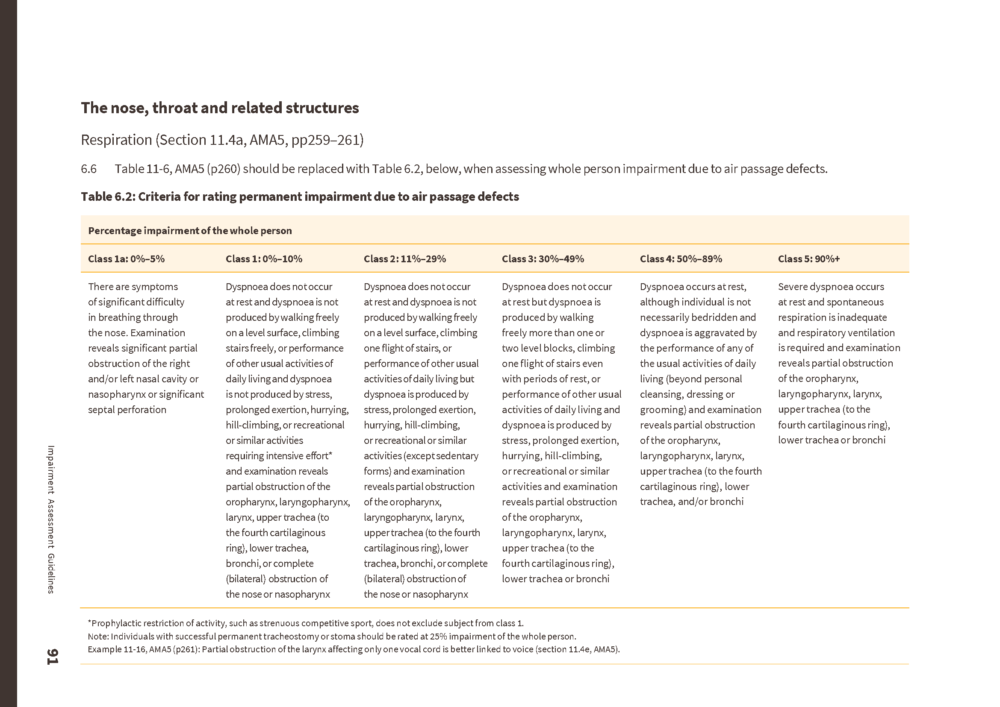 The nose, throat and related structures
Respiration (Section 11.4a, AMA5, pp259–261)
6.6 Table 11-6, AMA5 (p260) should be replaced with Table 6.2, below, when assessing whole person impairment due to air passage defects.
Table 6.2: Criteria for rating permanent impairment due to air passage defects
Percentage impairment of the whole person
Class 1a: 0%–5%
There are symptoms
of significant difficulty
in breathing through
the nose. Examination
reveals significant partial
obstruction of the right
and/or left nasal cavity or
nasopharynx or significant
septal perforation
Class 1: 0%–10%
Dyspnoea does not occur
at rest and dyspnoea is not
produced by walking freely
on a level surface, climbing
stairs freely, or performance
of other usual activities of
daily living and dyspnoea
is not produced by stress,
prolonged exertion, hurrying,
hill-climbing, or recreational
or similar activities
requiring intensive effort*
and examination reveals
partial obstruction of the
oropharynx, laryngopharynx,
larynx, upper trachea (to
the fourth cartilaginous
ring), lower trachea,
bronchi, or complete
(bilateral) obstruction of
the nose or nasopharynx
Class 2: 11%–29%
Dyspnoea does not occur
at rest and dyspnoea is not
produced by walking freely
on a level surface, climbing
one flight of stairs, or
performance of other usual
activities of daily living but
dyspnoea is produced by
stress, prolonged exertion,
hurrying, hill-climbing,
or recreational or similar
activities (except sedentary
forms) and examination
reveals partial obstruction
of the oropharynx,
laryngopharynx, larynx,
upper trachea (to the fourth
cartilaginous ring), lower
trachea, bronchi, or complete
(bilateral) obstruction of
the nose or nasopharynx
Class 3: 30%–49%
Dyspnoea does not occur
at rest but dyspnoea is
produced by walking
freely more than one or
two level blocks, climbing
one flight of stairs even
with periods of rest, or
performance of other usual
activities of daily living and
dyspnoea is produced by
stress, prolonged exertion,
hurrying, hill-climbing,
or recreational or similar
activities and examination
reveals partial obstruction
of the oropharynx,
laryngopharynx, larynx,
upper trachea (to the
fourth cartilaginous ring),
lower trachea or bronchi
Class 4: 50%–89%
Dyspnoea occurs at rest,
although individual is not
necessarily bedridden and
dyspnoea is aggravated by
the performance of any of
the usual activities of daily
living (beyond personal
cleansing, dressing or
grooming) and examination
reveals partial obstruction
of the oropharynx,
laryngopharynx, larynx,
upper trachea (to the fourth
cartilaginous ring), lower
trachea, and/or bronchi
Class 5: 90%+
Severe dyspnoea occurs
at rest and spontaneous
respiration is inadequate
and respiratory ventilation
is required and examination
reveals partial obstruction
of the oropharynx,
laryngopharynx, larynx,
upper trachea (to the
fourth cartilaginous ring),
lower trachea or bronchi
*Prophylactic restriction of activity, such as strenuous competitive sport, does not exclude subject from class 1.
Note: Individuals with successful permanent tracheostomy or stoma should be rated at 25% impairment of the whole person.
Example 11-16, AMA5 (p261): Partial obstruction of the larynx affecting only one vocal cord is better linked to voice (section 11.4e, AMA5).
Impairment Assessment Guidelines
91